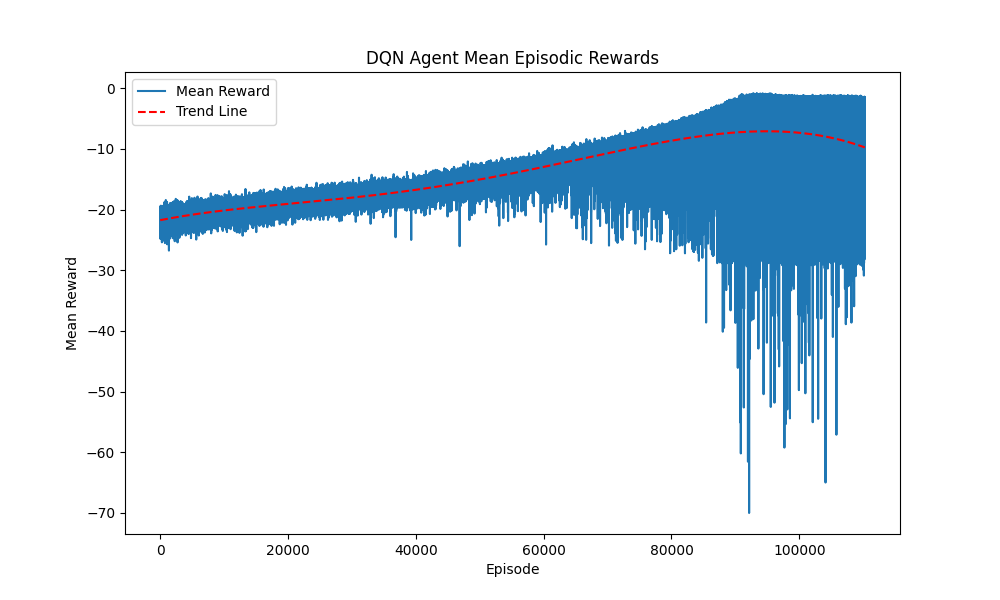 DQN Agent Mean Episodic Rewards
Mean Reward
Trend Line
0
−10
−20
−30
−40
−50
−60
−70
Mean Reward
0
20000
40000
60000
80000
100000
Episode